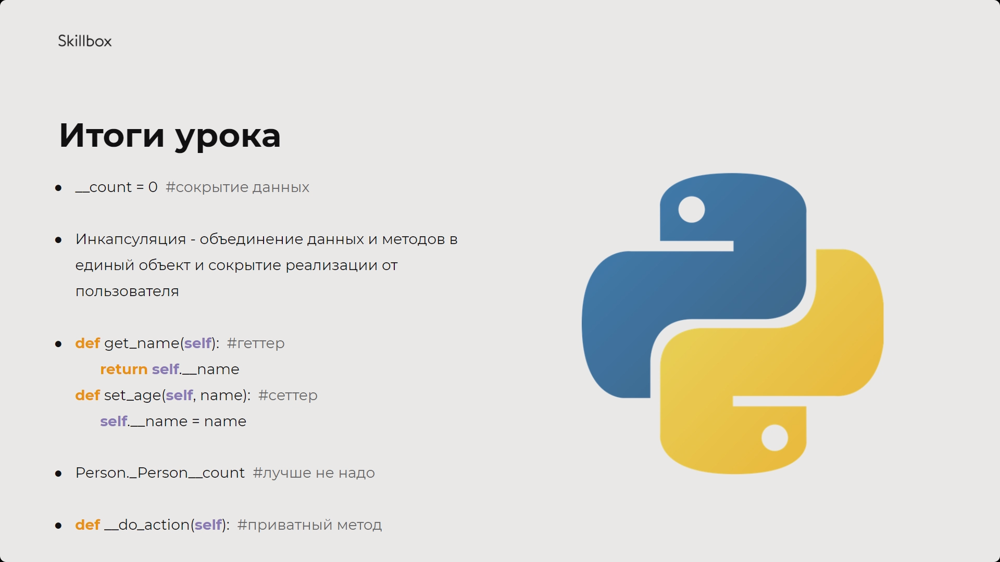 Skillbox
Итоги урока
● __count = 0 #сокрытие данных
● Инкапсуляция - объединение данных и методов в
единый объект и сокрытие реализации от
пользователя
● def get_name(self): #геттер
return self.__name
def set_age(self, name): #сеттер
self.__name = name
● Person._Person__count #лучше не надо
● def __do_action(self): #приватный метод